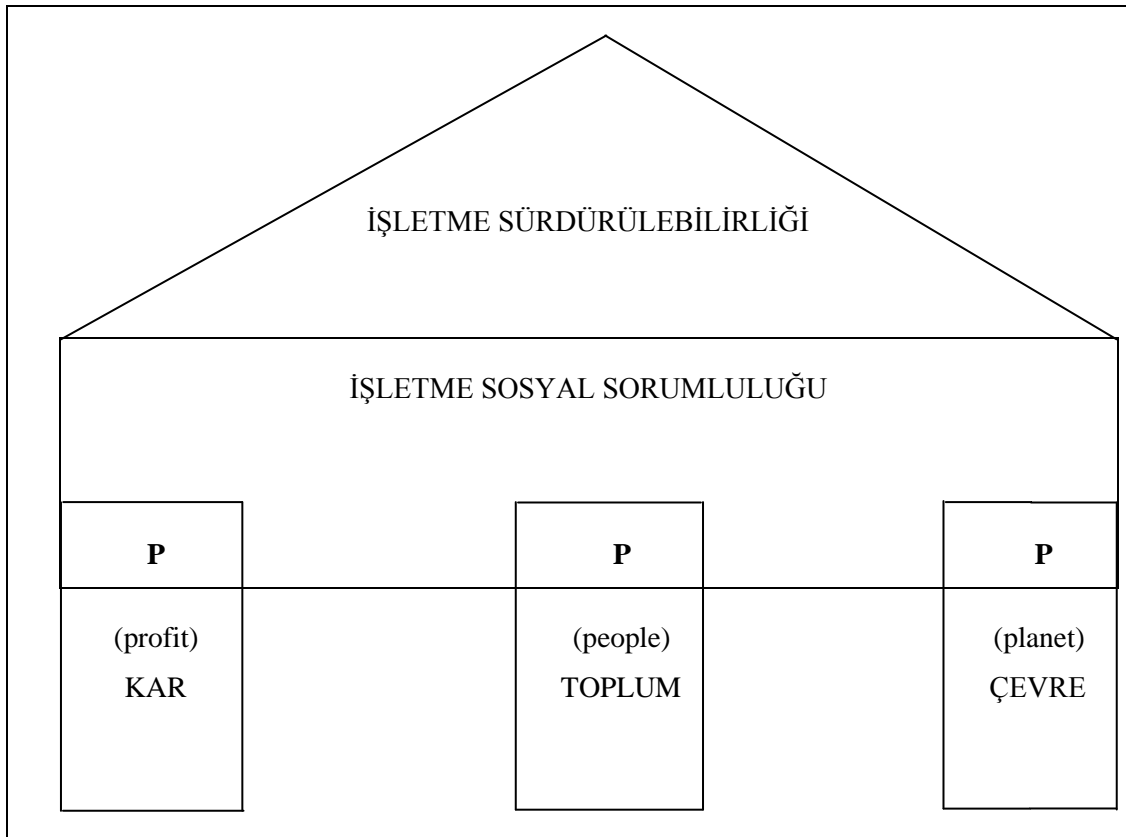 İŞLETME SÜRDÜRÜLEBİLİRLİĞİ
İŞLETME SOSYAL SORUMLULUĞU
P
(profit)
KAR
P
(people)
TOPLUM
P
(planet)
ÇEVRE